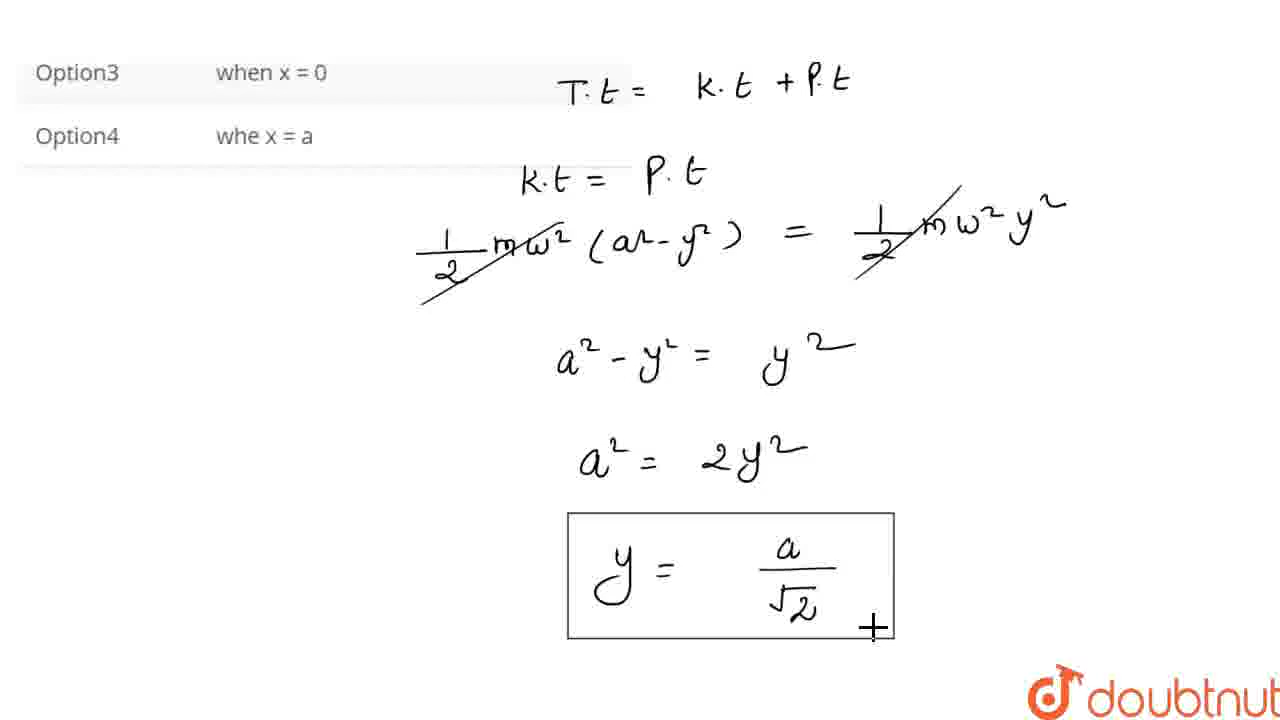 Option3 when x = 0
Option4 whe x = a
T.t = K.t + P.t
K.t = P.t
1/2 mω² (a² - y²) = 1/2 mω² y²
a² - y² = y²
a² = 2y²
y = a/√2
doubtnut